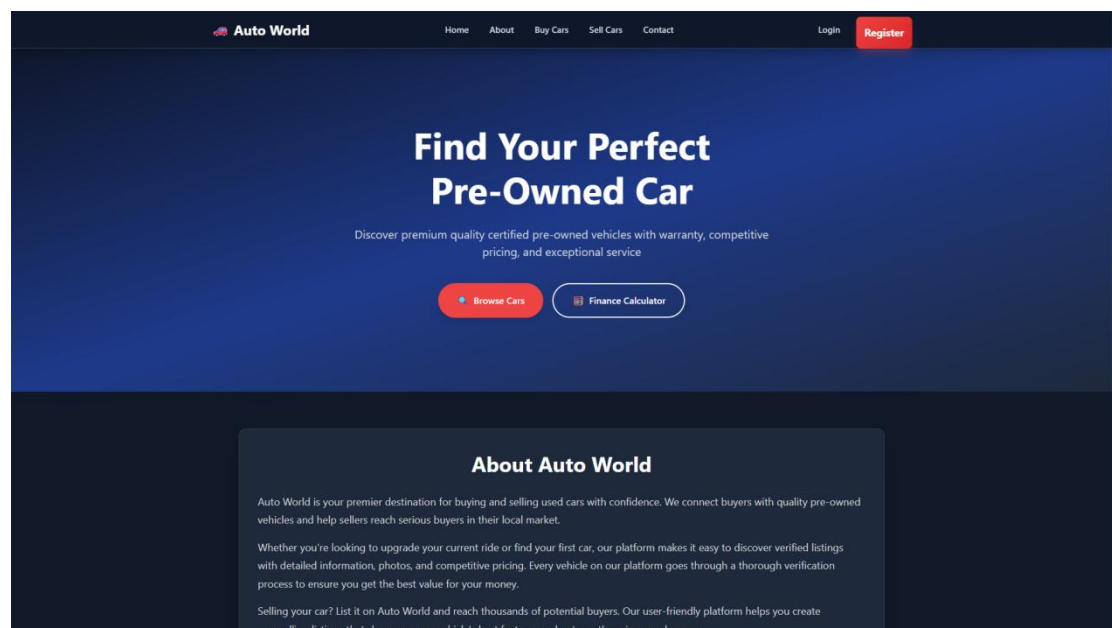 Auto World
Home About Buy Cars Sell Cars Contact
Login Register
Find Your Perfect
Pre-Owned Car
Discover premium quality certified pre-owned vehicles with warranty, competitive
pricing, and exceptional service
Browse Cars
Finance Calculator
About Auto World
Auto World is your premier destination for buying and selling used cars with confidence. We connect buyers with quality pre-owned
vehicles and help sellers reach serious buyers in their local market.
Whether you're looking to upgrade your current ride or find your first car, our platform makes it easy to discover verified listings
with detailed information, photos, and competitive pricing. Every vehicle on our platform goes through a thorough verification
process to ensure you get the best value for your money.
Selling your car? List it on Auto World and reach thousands of potential buyers. Our user-friendly platform helps you create